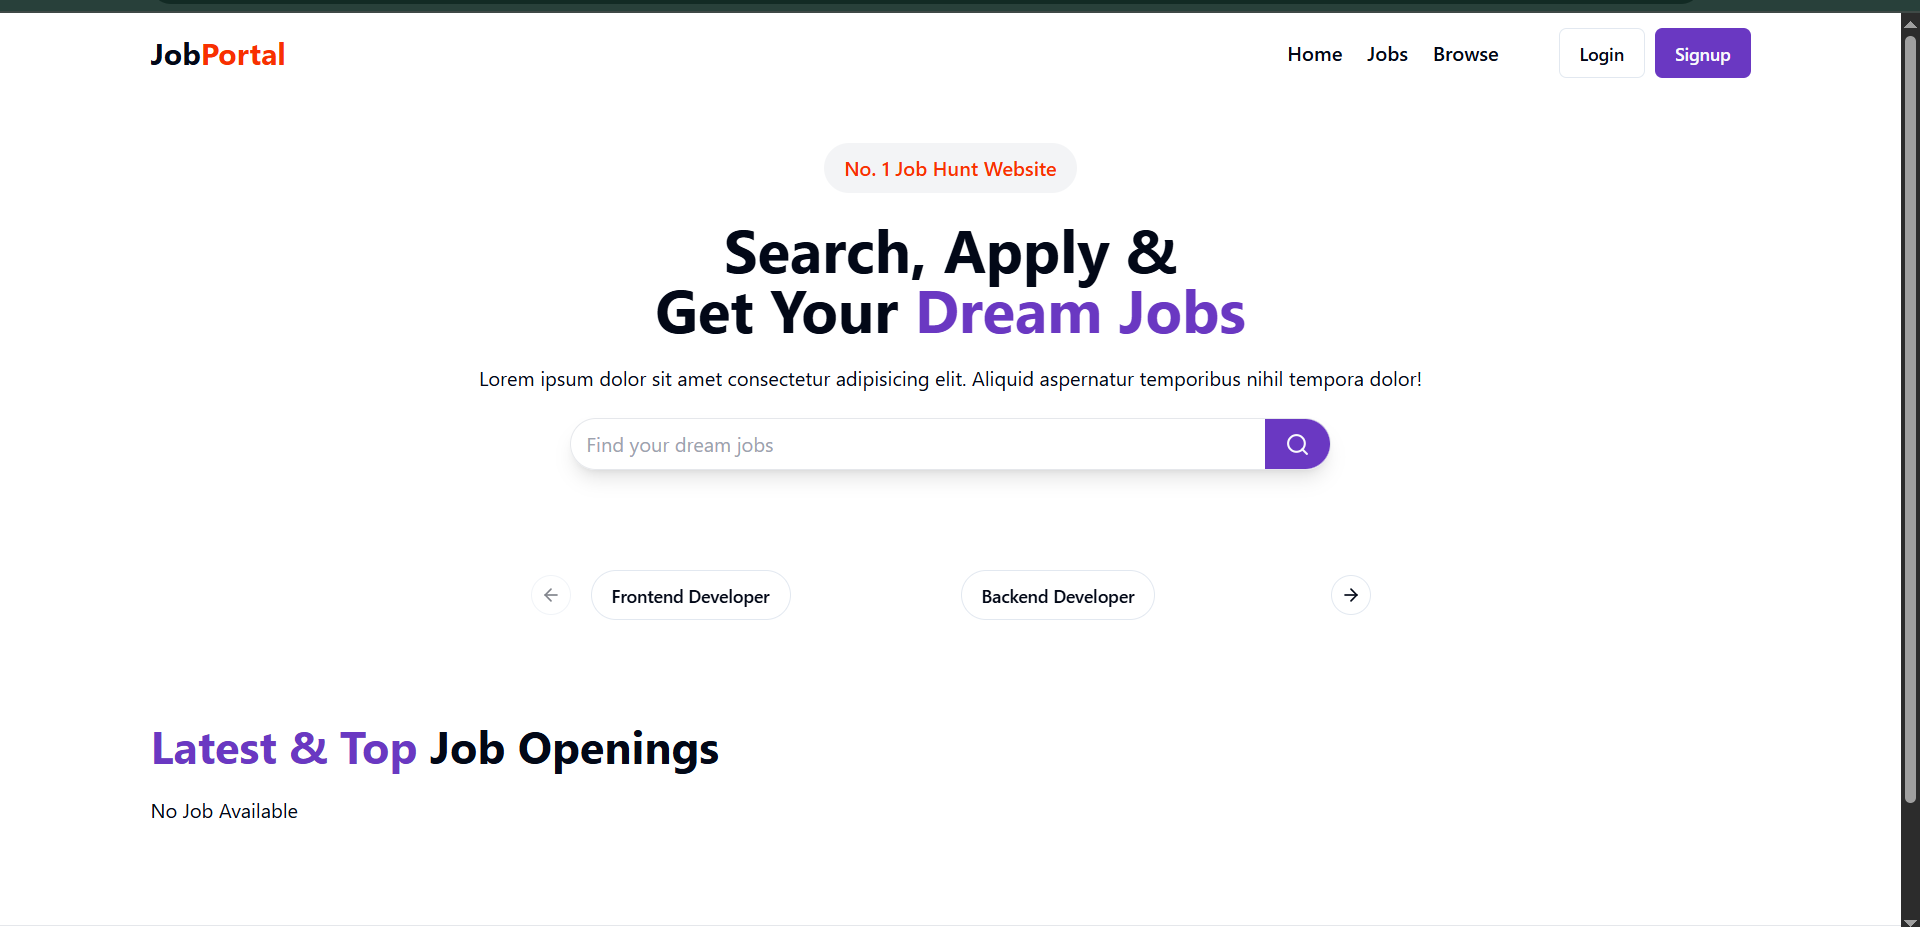 JobPortal
Home Jobs Browse Login Signup
No. 1 Job Hunt Website
Search, Apply &
Get Your Dream Jobs
Lorem ipsum dolor sit amet consectetur adipisicing elit. Aliquid aspernatur temporibus nihil tempora dolor!
Find your dream jobs
Frontend Developer Backend Developer
Latest & Top Job Openings
No Job Available